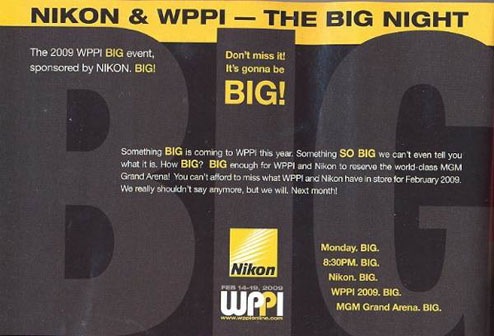 NIKON & WPPI — THE BIG NIGHT
BIG
The 2009 WPPI BIG event,
sponsored by NIKON. BIG!
Don't miss it!
It's gonna be
BIG!
Something BIG is coming to WPPI this year. Something SO BIG we can't even tell you
what it is. How BIG? BIG enough for WPPI and Nikon to reserve the world-class MGM
Grand Arena! You can't afford to miss what WPPI and Nikon have in store for February 2009.
We really shouldn't say anymore, but we will. Next month!
Nikon
FEB 14-19, 2009
WPPI
www.wppionline.com
Monday. BIG.
8:30PM. BIG.
Nikon. BIG.
WPPI 2009. BIG.
MGM Grand Arena. BIG.